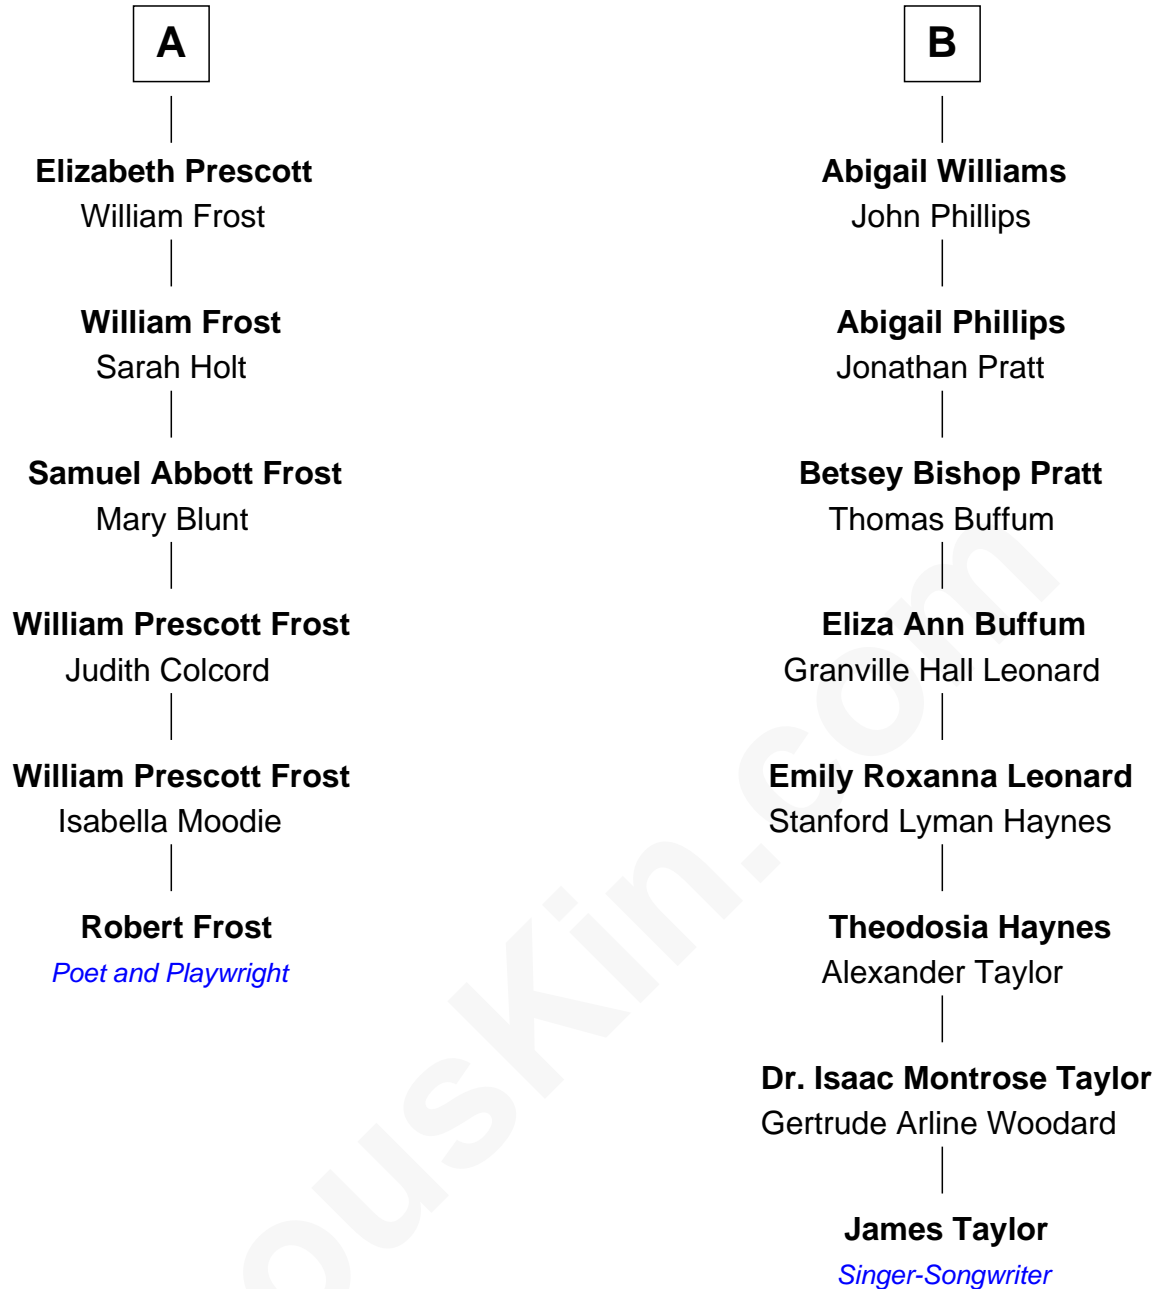 A
Elizabeth Prescott
William Frost
William Frost
Sarah Holt
Samuel Abbott Frost
Mary Blunt
William Prescott Frost
Judith Colcord
William Prescott Frost
Isabella Moodie
Robert Frost
Poet and Playwright
B
Abigail Williams
John Phillips
Abigail Phillips
Jonathan Pratt
Betsey Bishop Pratt
Thomas Buffum
Eliza Ann Buffum
Granville Hall Leonard
Emily Roxanna Leonard
Stanford Lyman Haynes
Theodosia Haynes
Alexander Taylor
Dr. Isaac Montrose Taylor
Gertrude Arline Woodard
James Taylor
Singer-Songwriter
ousKin.com